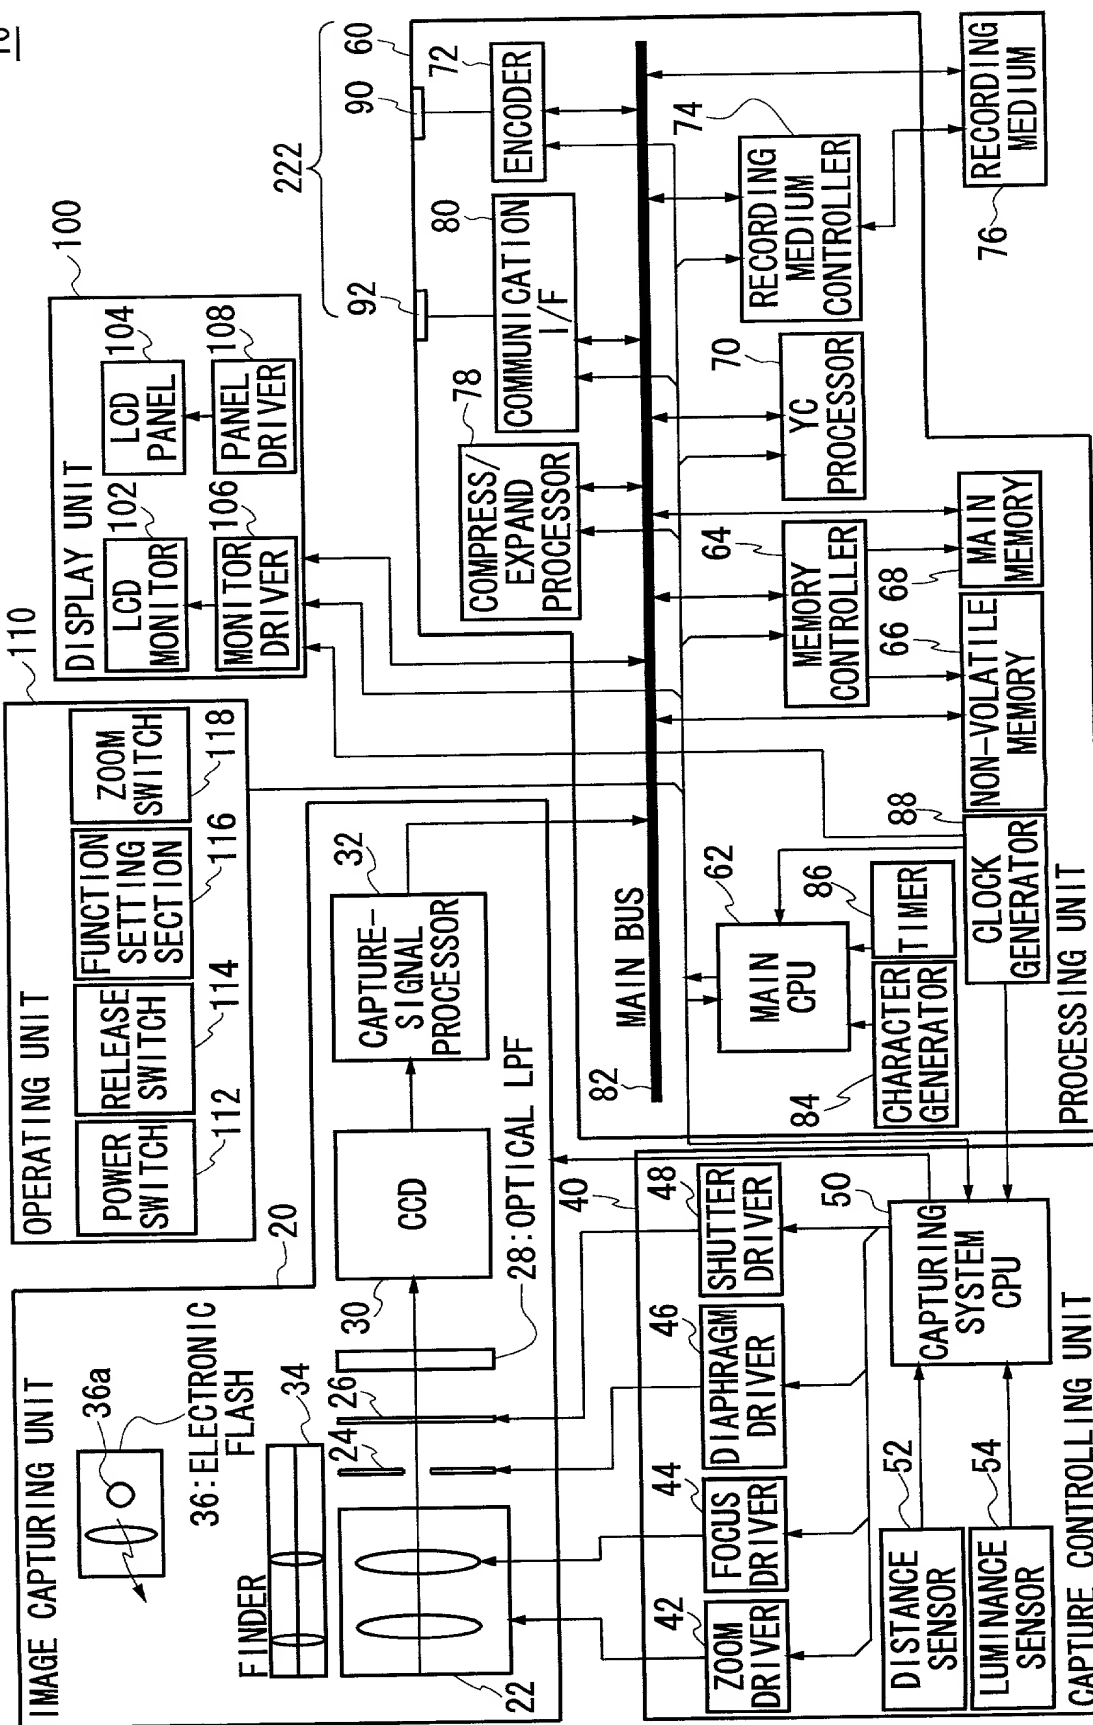 10
IMAGE CAPTURING UNIT
20
36a
36:ELECTRONIC
FLASH
FINDER
34
22
24
26
28:OPTICAL LPF
30
CCD
32
CAPTURE-
SIGNAL
PROCESSOR
OPERATING UNIT
110
POWER
SWITCH
112
RELEASE
SWITCH
114
FUNCTION
SETTING
SECTION
116
ZOOM
SWITCH
118
DISPLAY UNIT
100
LCD
MONITOR
102
LCD
PANEL
104
MONITOR
DRIVER
106
PANEL
DRIVER
108
222
92
90
60
COMPRESS/
EXPAND
PROCESSOR
78
COMMUNICATION
I/F
80
ENCODER
72
MAIN BUS
82
MAIN
CPU
62
CHARACTER
GENERATOR
84
TIMER
86
CLOCK
GENERATOR
88
MEMORY
CONTROLLER
64
NON-VOLATILE
MEMORY
66
MAIN
MEMORY
68
YC
PROCESSOR
70
RECORDING
MEDIUM
CONTROLLER
74
RECORDING
MEDIUM
76
PROCESSING UNIT
40
ZOOM
DRIVER
42
FOCUS
DRIVER
44
DIAPHRAGM
DRIVER
46
SHUTTER
DRIVER
48
CAPTURING
SYSTEM
CPU
50
DISTANCE
SENSOR
52
LUMINANCE
SENSOR
54
CAPTURE CONTROLLING UNIT